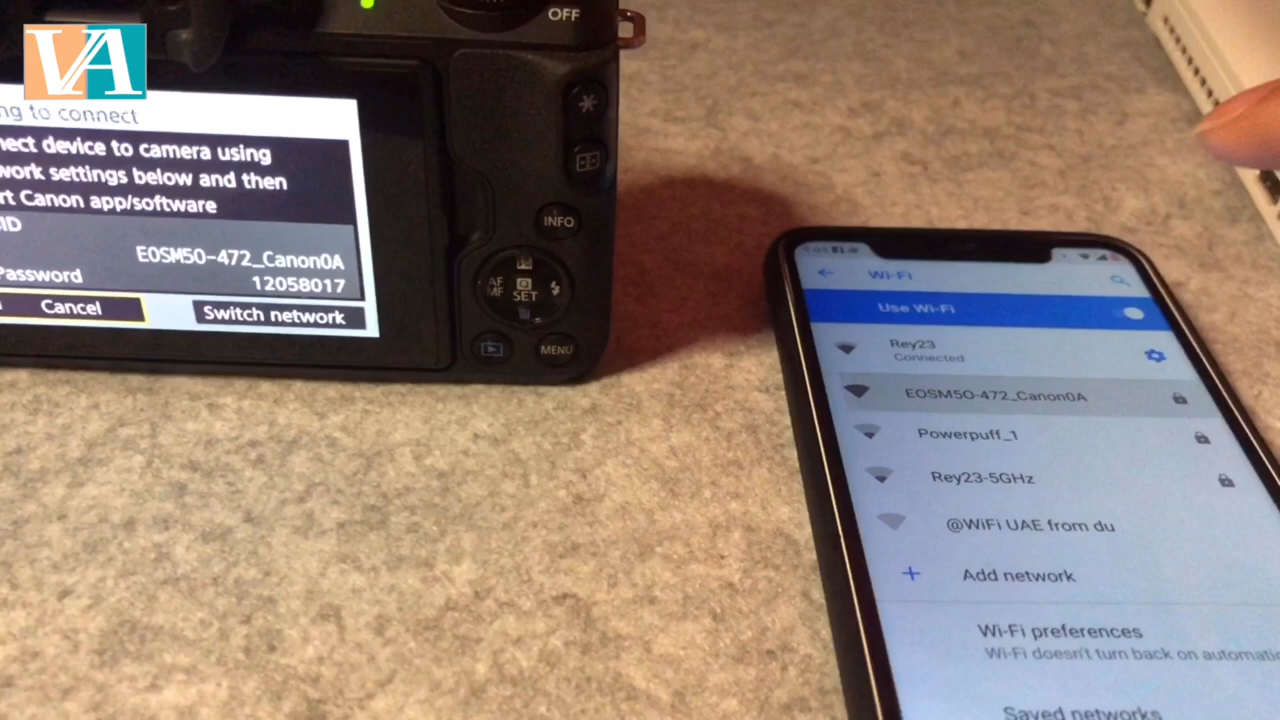 VA
OFF
ng to connect
nect device to camera using
work settings below and then
rt Canon app/software
ID
EOSM50-472_Canon0A
Password
12058017
Cancel
Switch network
INFO
AF
MF
SET
MENU
Wi-Fi
Use Wi-Fi
Rey23
Connected
EOSM50-472_Canon0A
Powerpuff_1
Rey23-5GHz
@WiFi UAE from du
+ Add network
Wi-Fi preferences
Wi-Fi doesn't turn back on automatic
Saved networks